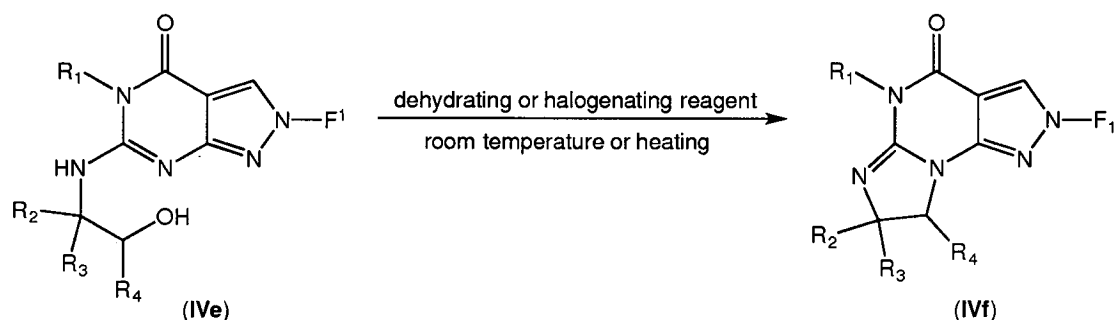 O
R₁
N
N
F¹
HN
N
N
R₂
OH
R₃
R₄
(IVe)
dehydrating or halogenating reagent
room temperature or heating
O
R₁
N
N
F₁
N
N
N
R₂
R₃
R₄
(IVf)